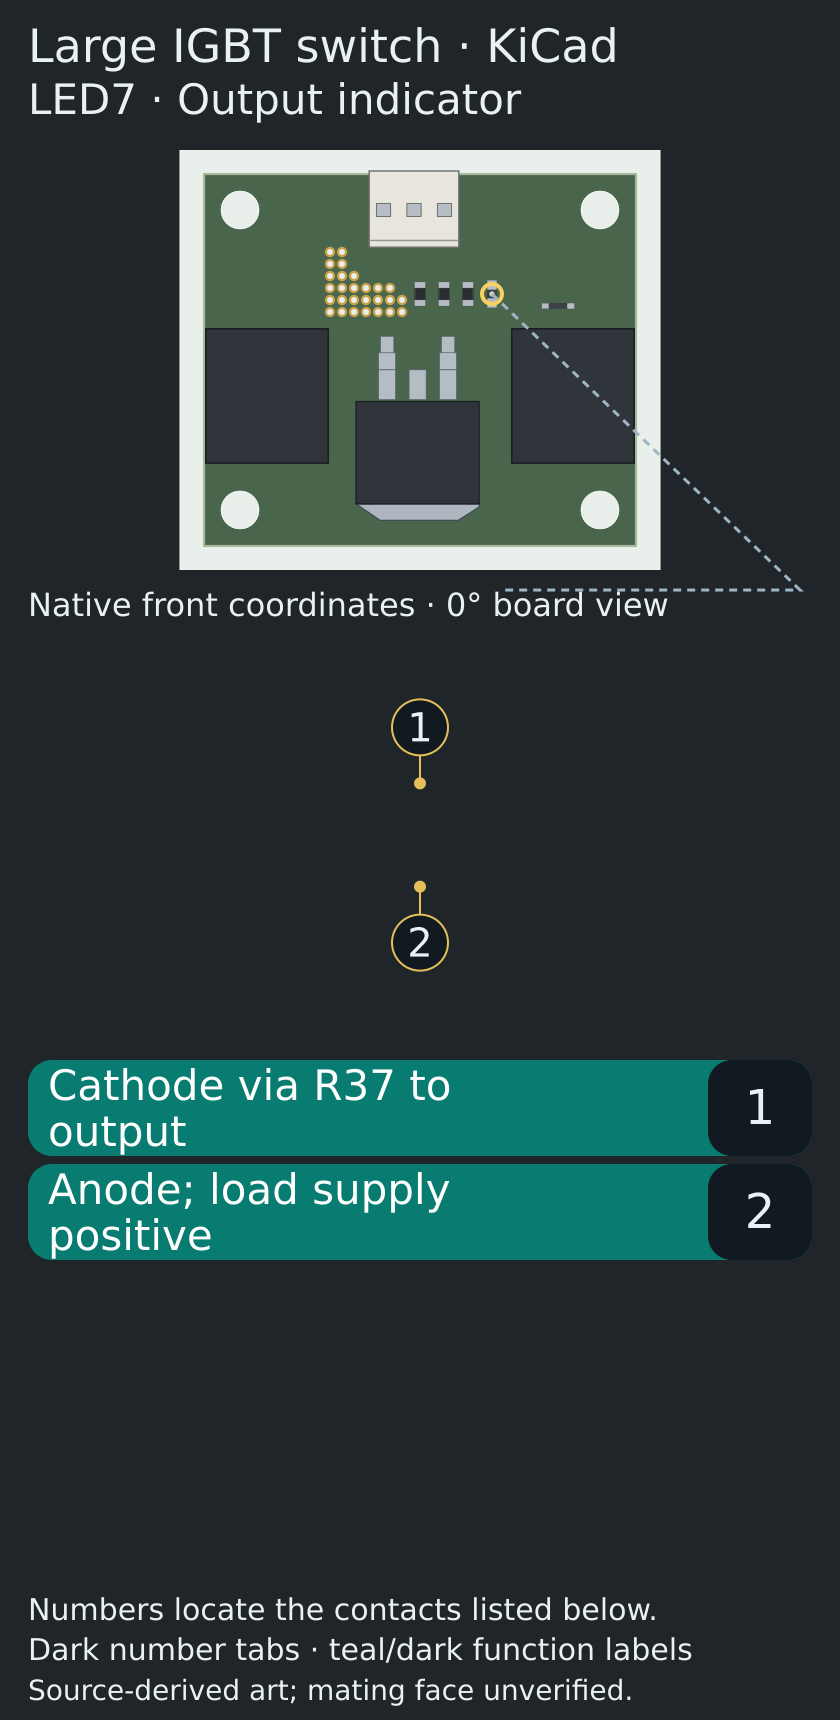 Large IGBT switch · KiCad
LED7 · Output indicator
Native front coordinates · 0° board view
1
2
Cathode via R37 to
output
1
Anode; load supply
positive
2
Numbers locate the contacts listed below.
Dark number tabs · teal/dark function labels
Source-derived art; mating face unverified.